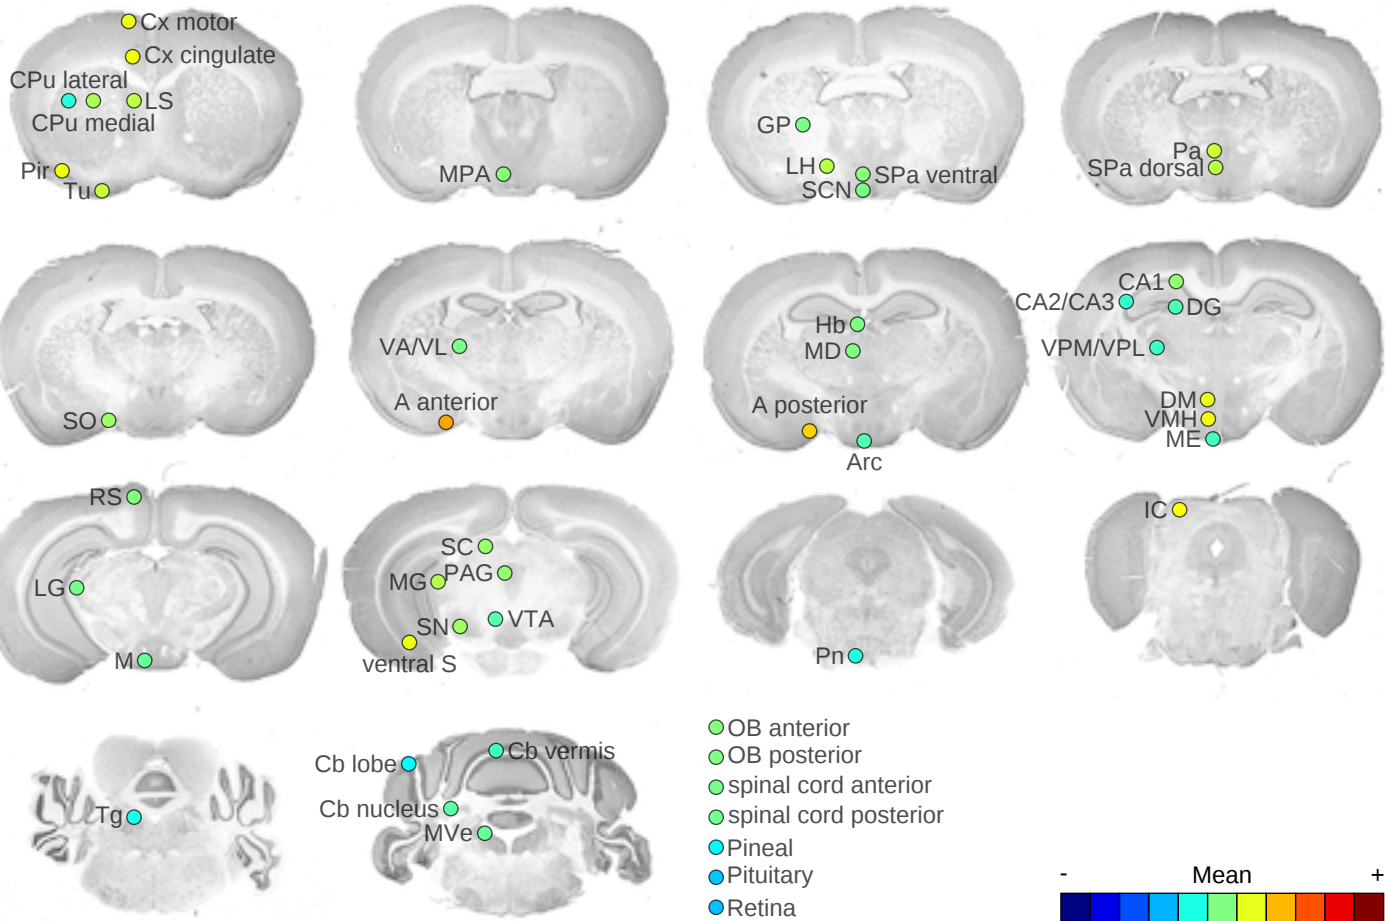 Cx motor
Cx cingulate
CPu lateral
LS
CPu medial
Pir
Tu
MPA
GP
LH
SPa ventral
SCN
Pa
SPa dorsal
SO
VA/VL
A anterior
Hb
MD
A posterior
Arc
CA1
CA2/CA3
DG
VPM/VPL
DM
VMH
ME
RS
LG
M
SC
MG
PAG
SN
VTA
ventral S
Pn
IC
Tg
Cb lobe
Cb vermis
Cb nucleus
MVe
OB anterior
OB posterior
spinal cord anterior
spinal cord posterior
Pineal
Pituitary
Retina
- Mean +